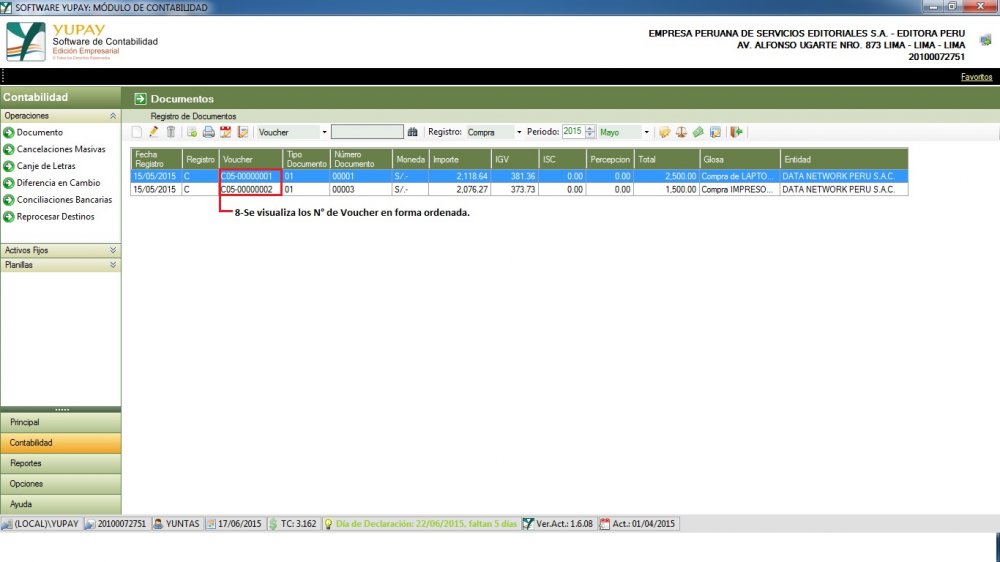 SOFTWARE YUPAY: MÓDULO DE CONTABILIDAD
YUPAY
Software de Contabilidad
Edición Empresarial
© Todos los Derechos Reservados
EMPRESA PERUANA DE SERVICIOS EDITORIALES S.A. - EDITORA PERU
AV. ALFONSO UGARTE NRO. 873 LIMA - LIMA - LIMA
20100072751
Favoritos
Contabilidad
Operaciones
Documento
Cancelaciones Masivas
Canje de Letras
Diferencia en Cambio
Conciliaciones Bancarias
Reprocesar Destinos
Activos Fijos
Planillas
Principal
Contabilidad
Reportes
Opciones
Ayuda
Documentos
Registro de Documentos
Voucher Registro: Compra Periodo: 2015 Mayo
Fecha Registro Registro Voucher Tipo Documento Número Documento Moneda Importe IGV ISC Percepcion Total Glosa Entidad
15/05/2015 C C05-00000001 01 00001 S/.- 2,118.64 381.36 0.00 0.00 2,500.00 Compra de LAPTO... DATA NETWORK PERU S.A.C.
15/05/2015 C C05-00000002 01 00003 S/.- 2,076.27 373.73 0.00 0.00 1,500.00 Compra IMPRESO... DATA NETWORK PERU S.A.C.
8-Se visualiza los N° de Voucher en forma ordenada.
(LOCAL)\YUPAY 20100072751 YUNTAS 17/06/2015 TC: 3.162 Día de Declaración: 22/06/2015, faltan 5 días Ver.Act.: 1.6.08 Act.: 01/04/2015